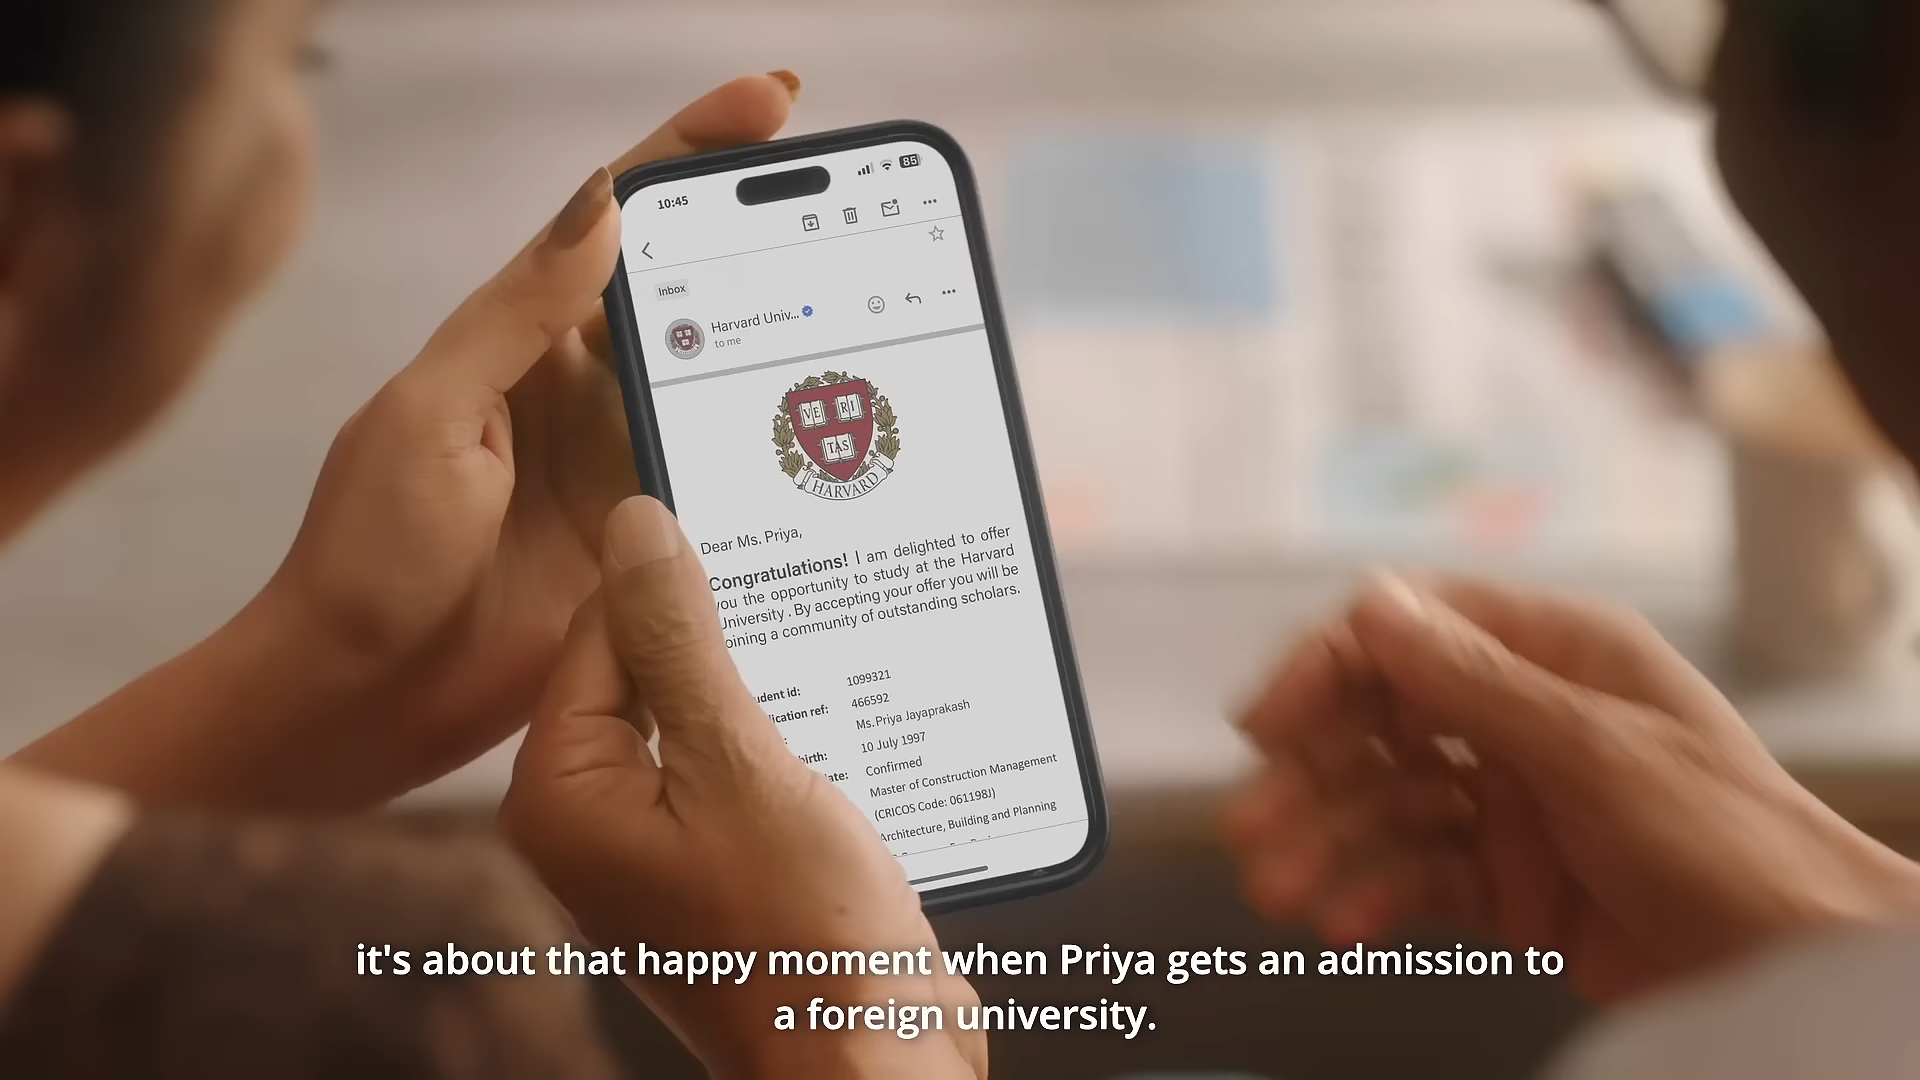 10:45
85
Inbox
Harvard Univ...
to me
VE RI
TAS
HARVARD
Dear Ms. Priya,
Congratulations! I am delighted to offer
you the opportunity to study at the Harvard
University . By accepting your offer you will be
joining a community of outstanding scholars.
udent id: 1099321
lication ref: 466592
: Ms. Priya Jayaprakash
birth: 10 July 1997
ate: Confirmed
Master of Construction Management
(CRICOS Code: 061198J)
Architecture, Building and Planning
it's about that happy moment when Priya gets an admission to
a foreign university.